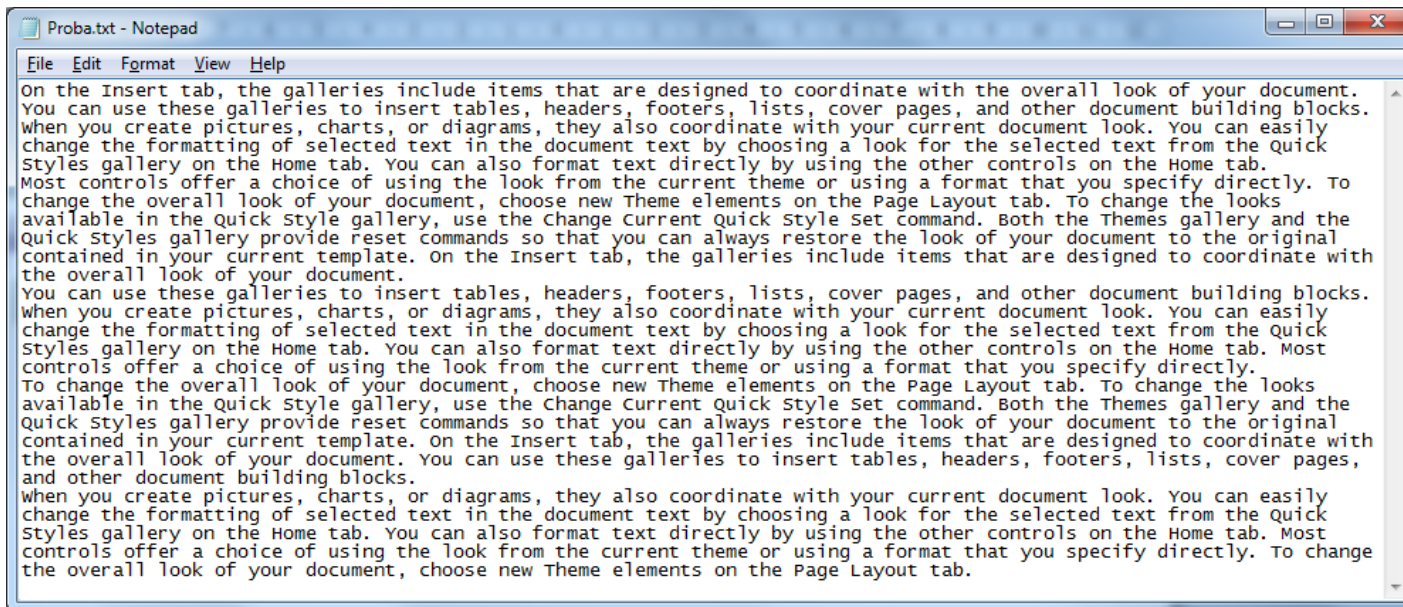 Proba.txt - Notepad
File Edit Format View Help
On the Insert tab, the galleries include items that are designed to coordinate with the overall look of your document.
You can use these galleries to insert tables, headers, footers, lists, cover pages, and other document building blocks.
When you create pictures, charts, or diagrams, they also coordinate with your current document look. You can easily
change the formatting of selected text in the document text by choosing a look for the selected text from the Quick
Styles gallery on the Home tab. You can also format text directly by using the other controls on the Home tab.
Most controls offer a choice of using the look from the current theme or using a format that you specify directly. To
change the overall look of your document, choose new Theme elements on the Page Layout tab. To change the looks
available in the Quick Style gallery, use the Change Current Quick Style Set command. Both the Themes gallery and the
Quick Styles gallery provide reset commands so that you can always restore the look of your document to the original
contained in your current template. On the Insert tab, the galleries include items that are designed to coordinate with
the overall look of your document.
You can use these galleries to insert tables, headers, footers, lists, cover pages, and other document building blocks.
When you create pictures, charts, or diagrams, they also coordinate with your current document look. You can easily
change the formatting of selected text in the document text by choosing a look for the selected text from the Quick
Styles gallery on the Home tab. You can also format text directly by using the other controls on the Home tab. Most
controls offer a choice of using the look from the current theme or using a format that you specify directly.
To change the overall look of your document, choose new Theme elements on the Page Layout tab. To change the looks
available in the Quick Style gallery, use the Change Current Quick Style Set command. Both the Themes gallery and the
Quick Styles gallery provide reset commands so that you can always restore the look of your document to the original
contained in your current template. On the Insert tab, the galleries include items that are designed to coordinate with
the overall look of your document. You can use these galleries to insert tables, headers, footers, lists, cover pages,
and other document building blocks.
When you create pictures, charts, or diagrams, they also coordinate with your current document look. You can easily
change the formatting of selected text in the document text by choosing a look for the selected text from the Quick
Styles gallery on the Home tab. You can also format text directly by using the other controls on the Home tab. Most
controls offer a choice of using the look from the current theme or using a format that you specify directly. To change
the overall look of your document, choose new Theme elements on the Page Layout tab.